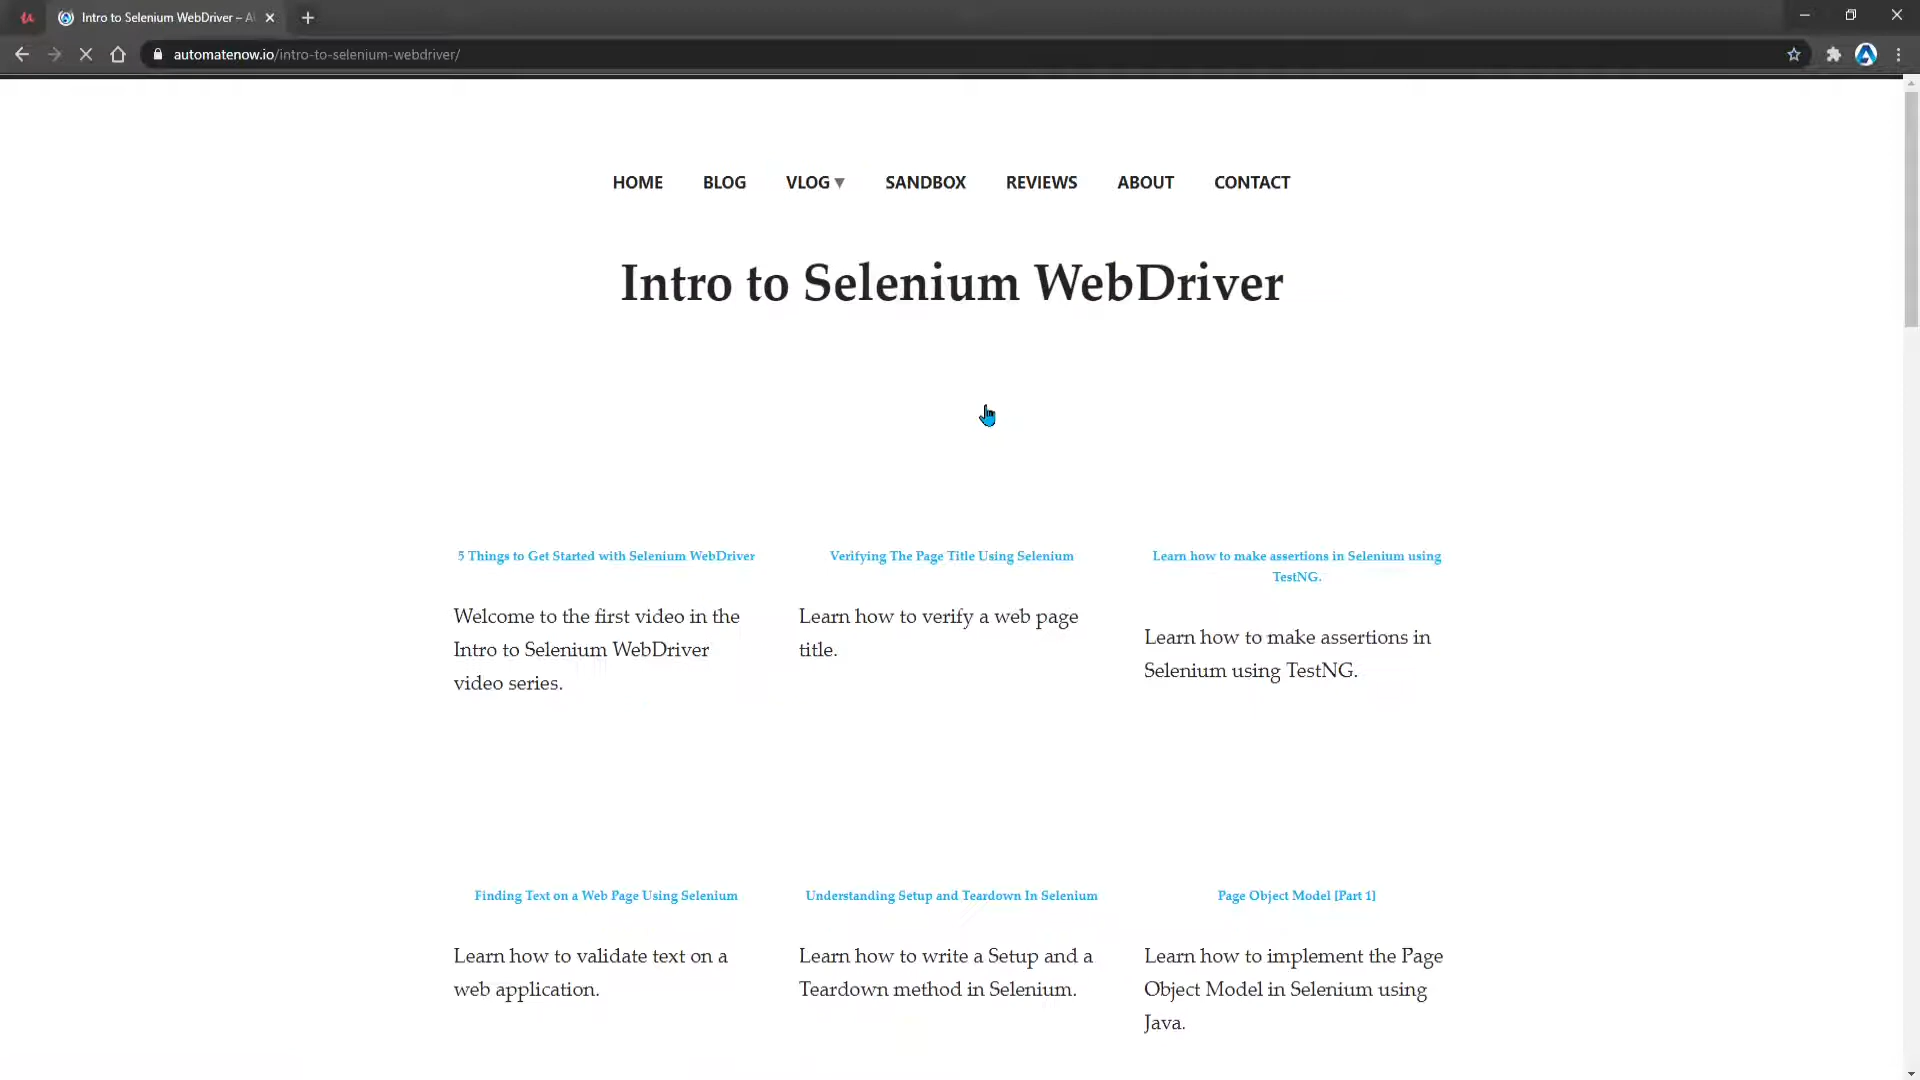 Intro to Selenium WebDriver – A
automatenow.io/intro-to-selenium-webdriver/
HOME BLOG VLOG ▾ SANDBOX REVIEWS ABOUT CONTACT
Intro to Selenium WebDriver
5 Things to Get Started with Selenium WebDriver
Welcome to the first video in the
Intro to Selenium WebDriver
video series.
Verifying The Page Title Using Selenium
Learn how to verify a web page
title.
Learn how to make assertions in Selenium using
TestNG.
Learn how to make assertions in
Selenium using TestNG.
Finding Text on a Web Page Using Selenium
Learn how to validate text on a
web application.
Understanding Setup and Teardown In Selenium
Learn how to write a Setup and a
Teardown method in Selenium.
Page Object Model [Part 1]
Learn how to implement the Page
Object Model in Selenium using
Java.